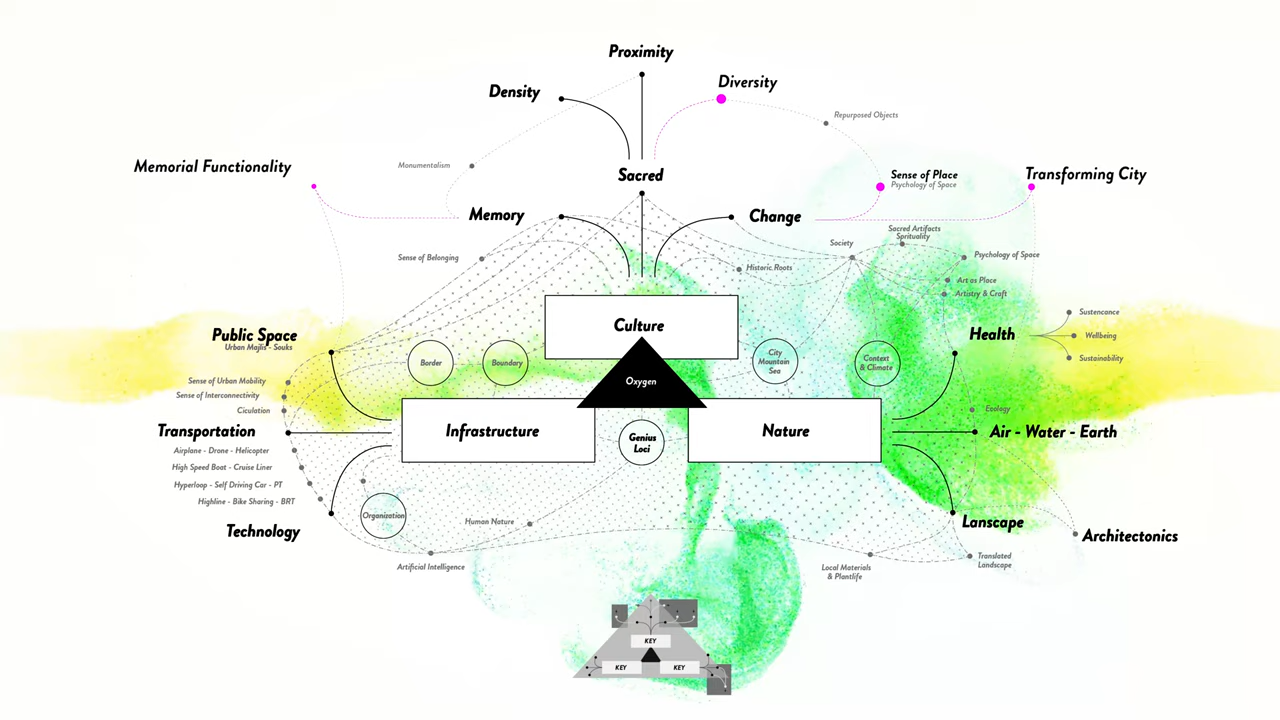 Proximity
Density
Diversity
Repurposed Objects
Monumentalism
Memorial Functionality
Sacred
Sense of Place
Psychology of Space
Transforming City
Memory
Change
Sacred Artifacts
Sprituality
Society
Sense of Belonging
Historic Roots
Psychology of Space
Art as Place
Artistry & Craft
Sustencance
Culture
Public Space
Urban Majlis - Souks
Health
Wellbeing
Sustainability
Border
Boundary
City
Mountain
Sea
Context
& Climate
Oxygen
Sense of Urban Mobility
Sense of Interconectivity
Ciculation
Ecology
Transportation
Infrastructure
Genius
Loci
Nature
Air - Water - Earth
Airplane - Drone - Helicopter
High Speed Boat - Cruise Liner
Hyperloop - Self Driving Car - PT
Highline - Bike Sharing - BRT
Organization
Human Nature
Technology
Lanscape
Architectonics
Artificial Intelligence
Local Materials
& Plantlife
Translated
Landscape
KEY
KEY
KEY